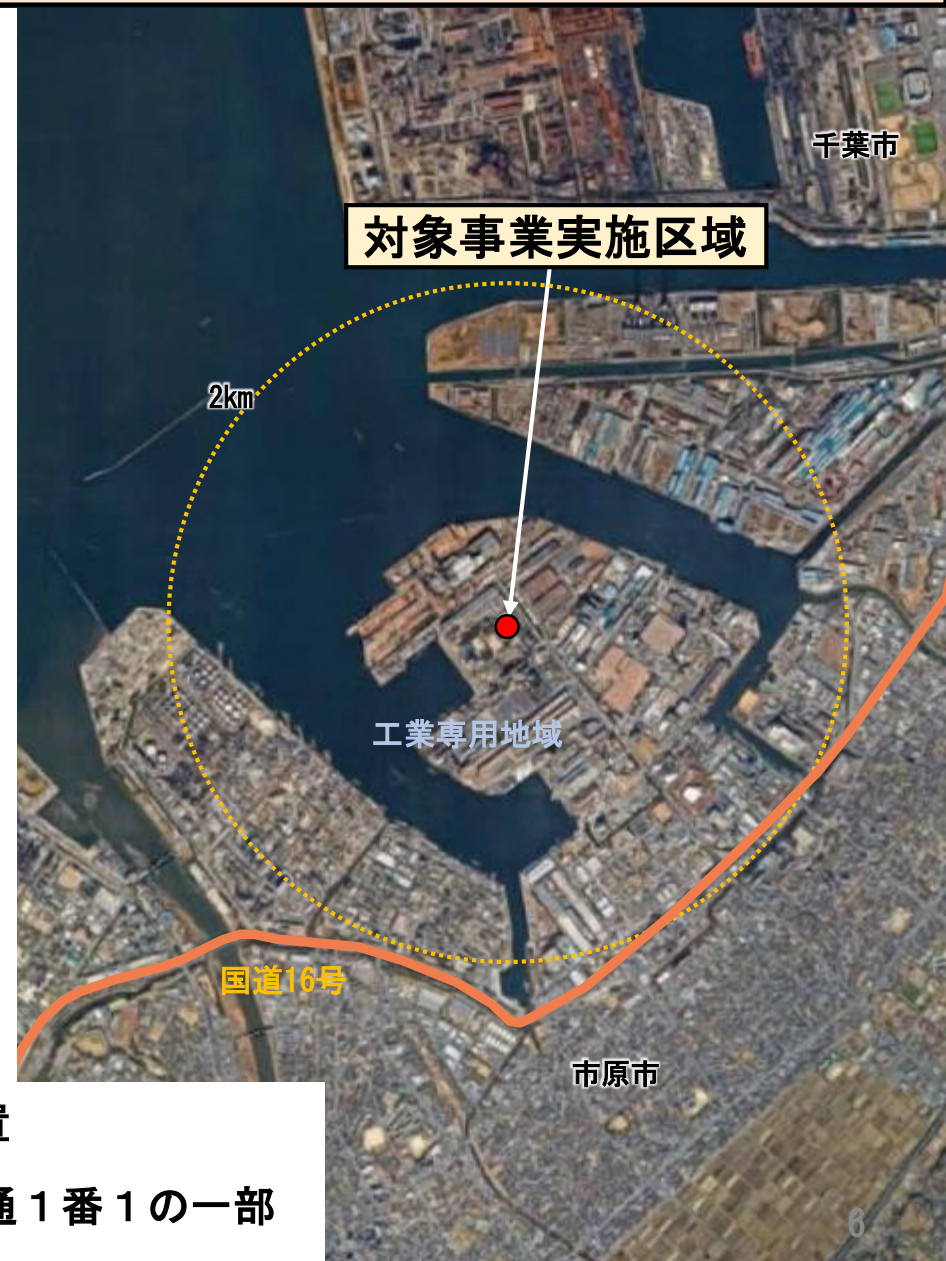 千葉市
対象事業実施区域
2km
工業専用地域
国道16号
市原市
置
通１番１の一部
6